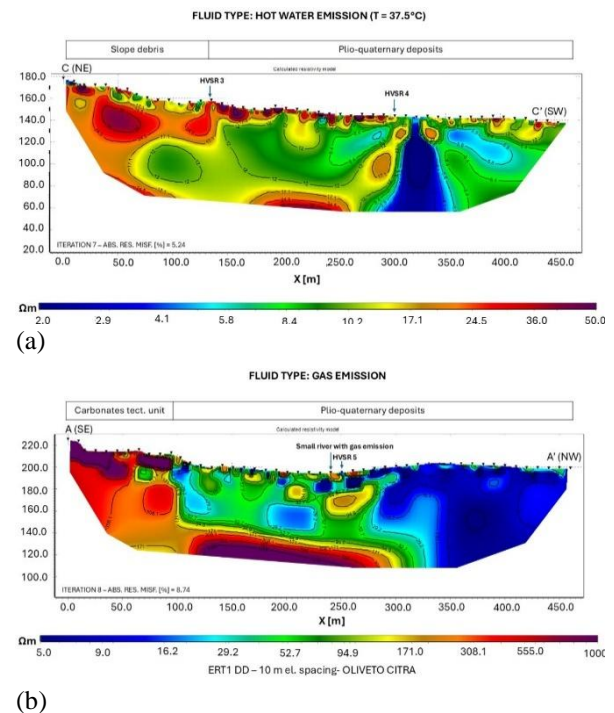 FLUID TYPE: HOT WATER EMISSION (T = 37.5°C)
Slope debris Plio-quaternary deposits
Calculated resistivity model
C (NE) HVSR 3 HVSR 4 C' (SW)
180.0
160.0
140.0
120.0
100.0
80.0
60.0
40.0
20.0
ITERATION 7 – ABS. RES. MISF. [%] = 5.24
0.0 50.0 100.0 150.0 200.0 250.0 300.0 350.0 400.0 450.0
X [m]
Ωm
2.0 2.9 4.1 5.8 8.4 10.2 17.1 24.5 36.0 50.0
(a)
FLUID TYPE: GAS EMISSION
Carbonates tect. unit Plio-quaternary deposits
Calculated resistivity model
A (SE) Small river with gas emission A' (NW)
HVSR 5
220.0
200.0
180.0
160.0
140.0
120.0
100.0
ITERATION 8 – ABS. RES. MISF. [%] = 8.74
0.0 50.0 100.0 150.0 200.0 250.0 300.0 350.0 400.0 450.0
X [m]
Ωm
5.0 9.0 16.2 29.2 52.7 94.9 171.0 308.1 555.0 1000
ERT1 DD – 10 m el. spacing- OLIVETO CITRA
(b)